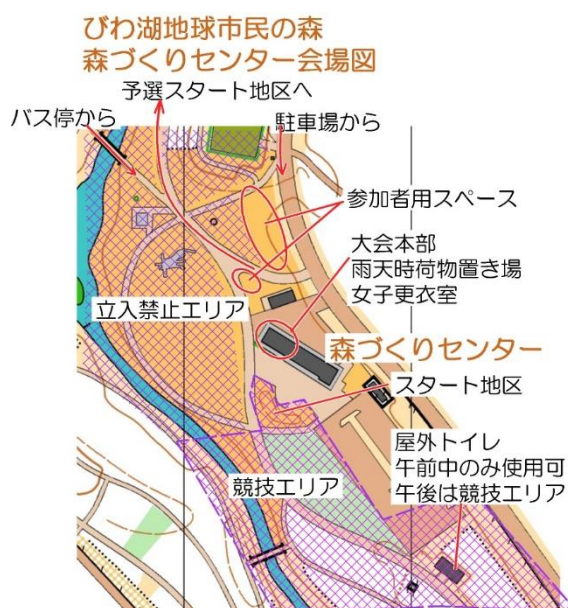 びわ湖地球市民の森
森づくりセンター会場図
予選スタート地区へ
バス停から
駐車場から
参加者用スペース
大会本部
雨天時荷物置き場
女子更衣室
立入禁止エリア
森づくりセンター
スタート地区
屋外トイレ
午前中のみ使用可
午後は競技エリア
競技エリア